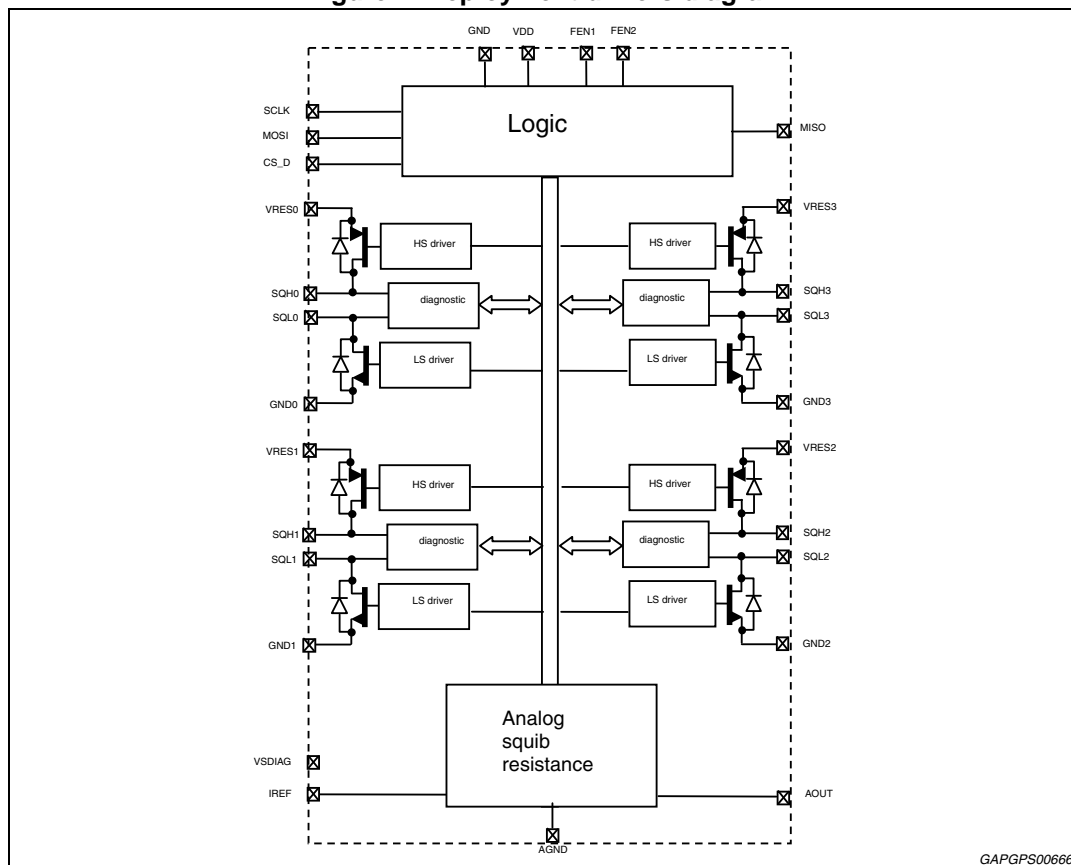 GND VDD FEN1 FEN2
SCLK
MOSI
CS_D
Logic
MISO
VRES0
HS driver
HS driver
VRES3
SQH0
diagnostic
diagnostic
SQH3
SQL0
SQL3
LS driver
LS driver
GND0
GND3
VRES1
HS driver
HS driver
VRES2
SQH1
diagnostic
diagnostic
SQH2
SQL1
SQL2
LS driver
LS driver
GND1
GND2
Analog
squib
resistance
VSDIAG
IREF
AOUT
AGND
GAPGPS00666